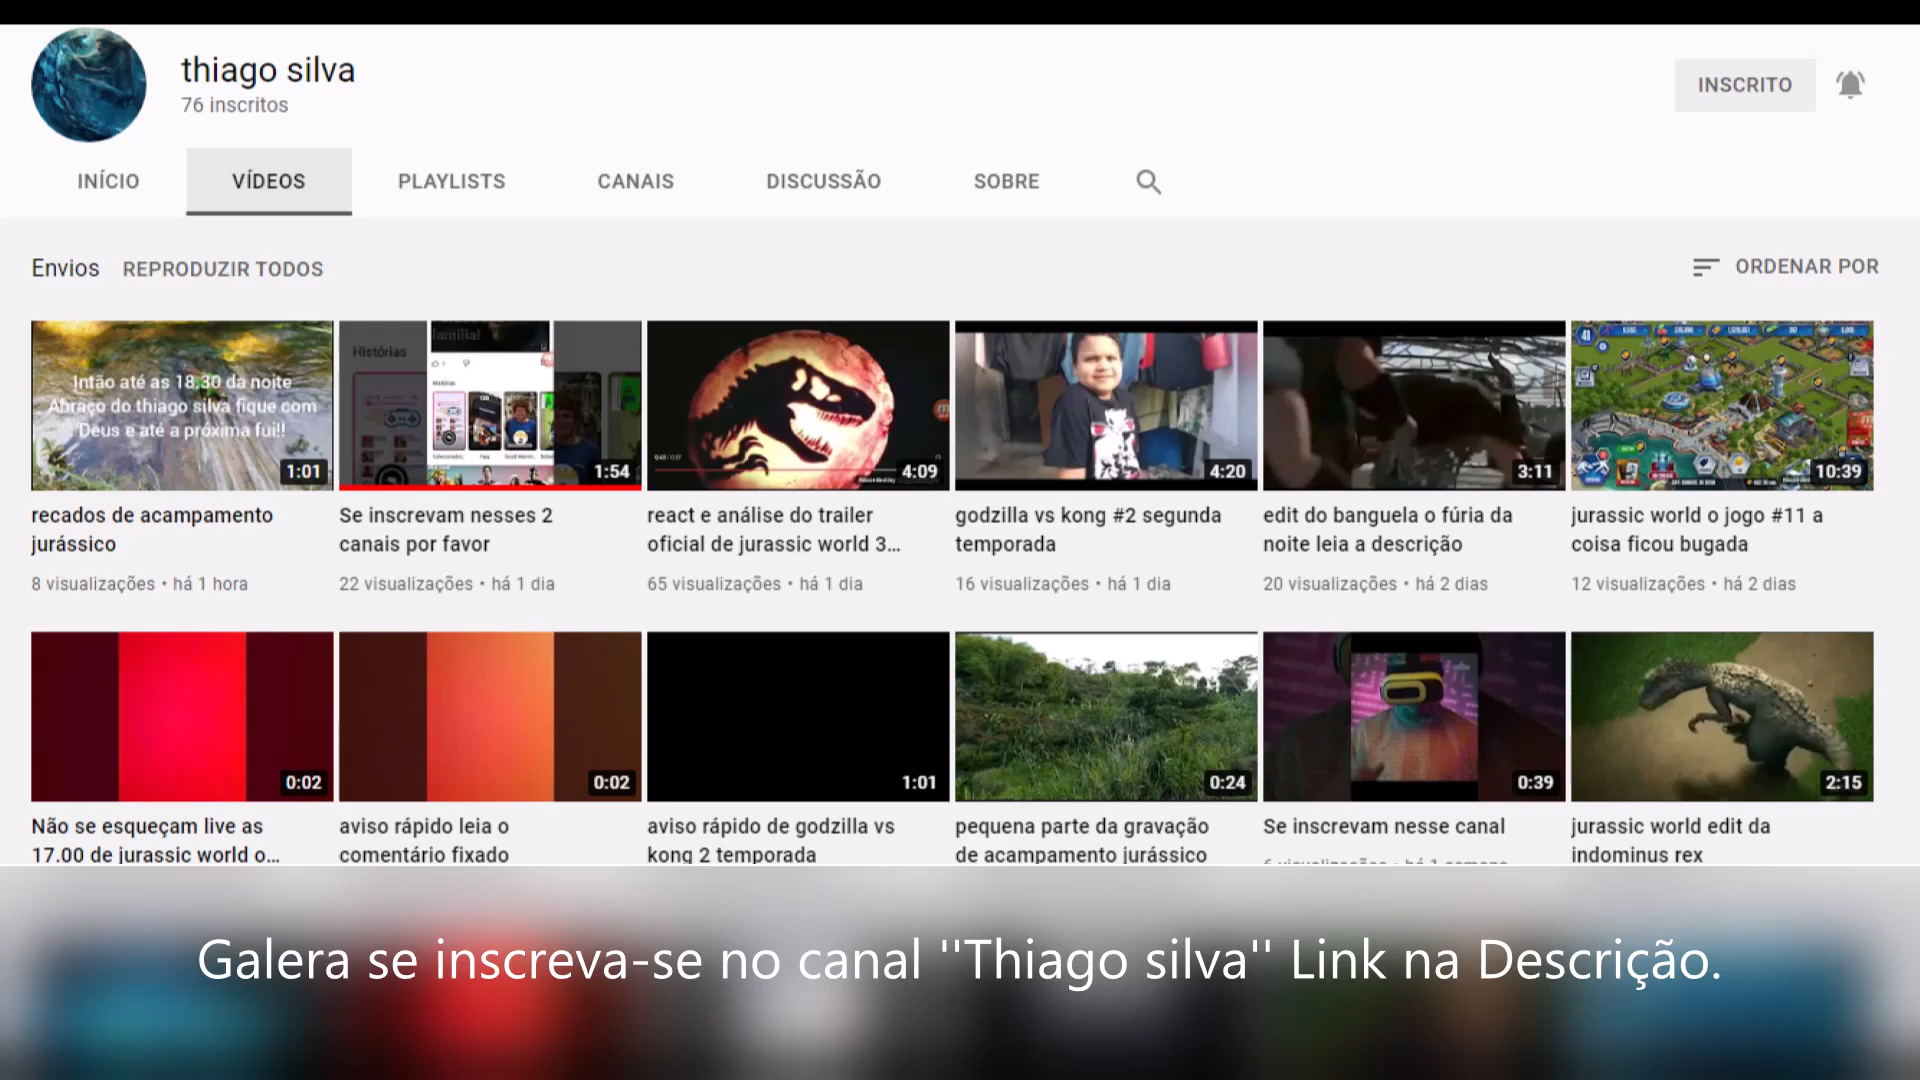 thiago silva
76 inscritos
INSCRITO
INÍCIO
VÍDEOS
PLAYLISTS
CANAIS
DISCUSSÃO
SOBRE
Envios
REPRODUZIR TODOS
ORDENAR POR
Intão até as 18,30 da noite
Abraço do thiago silva fique com
Deus e até a próxima fui!!
1:01
família!
Histórias
1:54
4:09
4:20
3:11
41
10:39
recados de acampamento
jurássico
8 visualizações • há 1 hora
Se inscrevam nesses 2
canais por favor
22 visualizações • há 1 dia
react e análise do trailer
oficial de jurassic world 3...
65 visualizações • há 1 dia
godzilla vs kong #2 segunda
temporada
16 visualizações • há 1 dia
edit do banguela o fúria da
noite leia a descrição
20 visualizações • há 2 dias
jurassic world o jogo #11 a
coisa ficou bugada
12 visualizações • há 2 dias
0:02
0:02
1:01
0:24
0:39
2:15
Não se esqueçam live as
17.00 de jurassic world o...
aviso rápido leia o
comentário fixado
aviso rápido de godzilla vs
kong 2 temporada
pequena parte da gravação
de acampamento jurássico
Se inscrevam nesse canal
6 visualizações • há 1 semana
jurassic world edit da
indominus rex
Galera se inscreva-se no canal ''Thiago silva'' Link na Descrição.